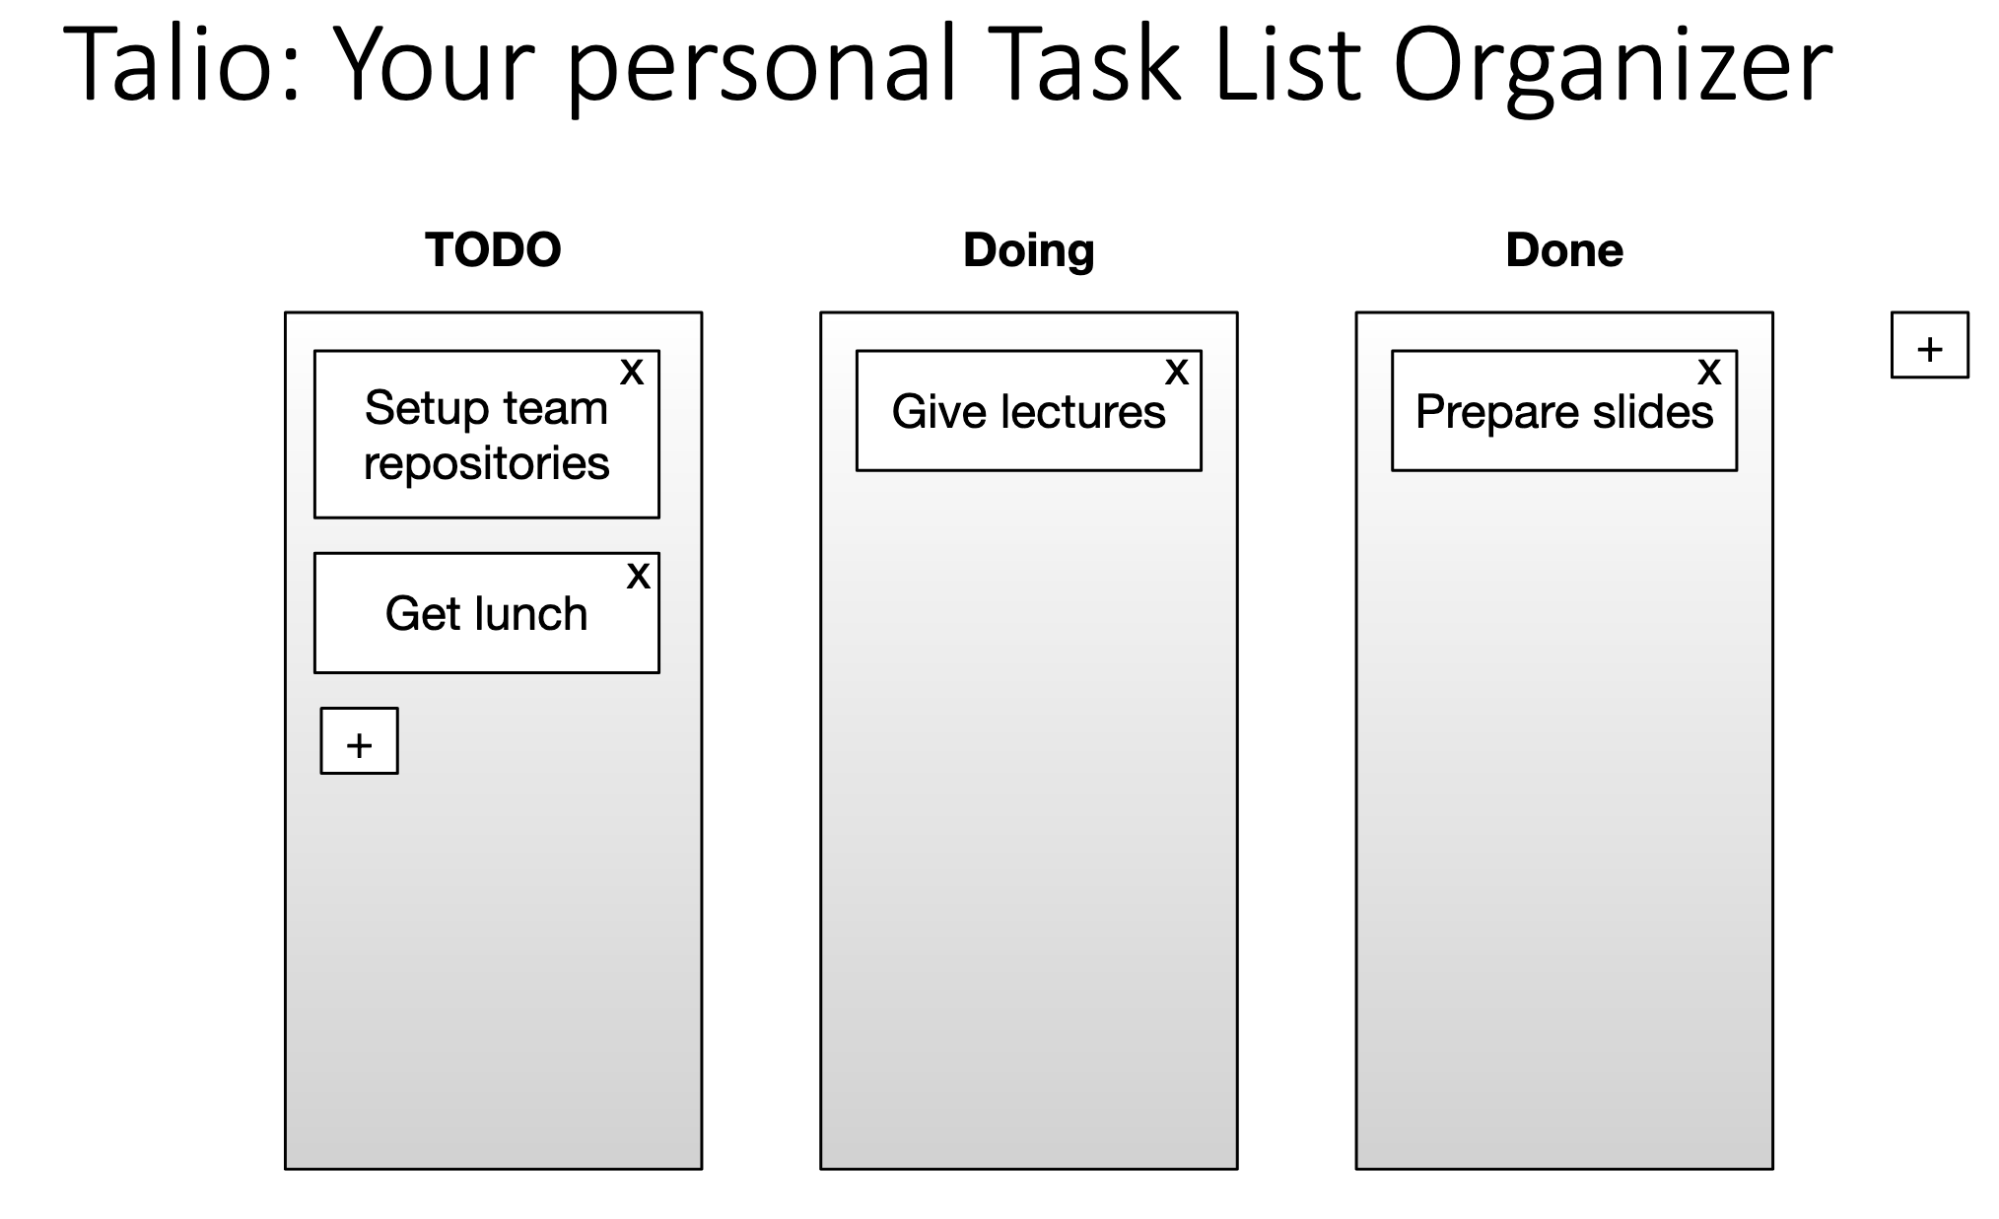 Talio: Your personal Task List Organizer
TODO
Doing
Done
X
Setup team
repositories
X
Get lunch
+
X
Give lectures
X
Prepare slides
+